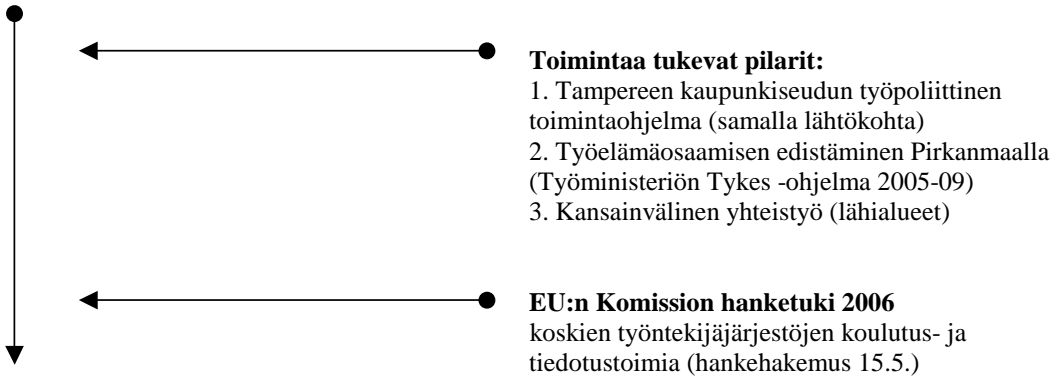 Toimintaa tukevat pilarit:
1. Tampereen kaupunkiseudun työpoliittinen
toimintaohjelma (samalla lähtökohta)
2. Työelämäosaamisen edistäminen Pirkanmaalla
(Työministeriön Tykes -ohjelma 2005-09)
3. Kansainvälinen yhteistyö (lähialueet)
EU:n Komission hanketuki 2006
koskien työntekijäjärjestöjen koulutus- ja
tiedotustoimia (hankehakemus 15.5.)